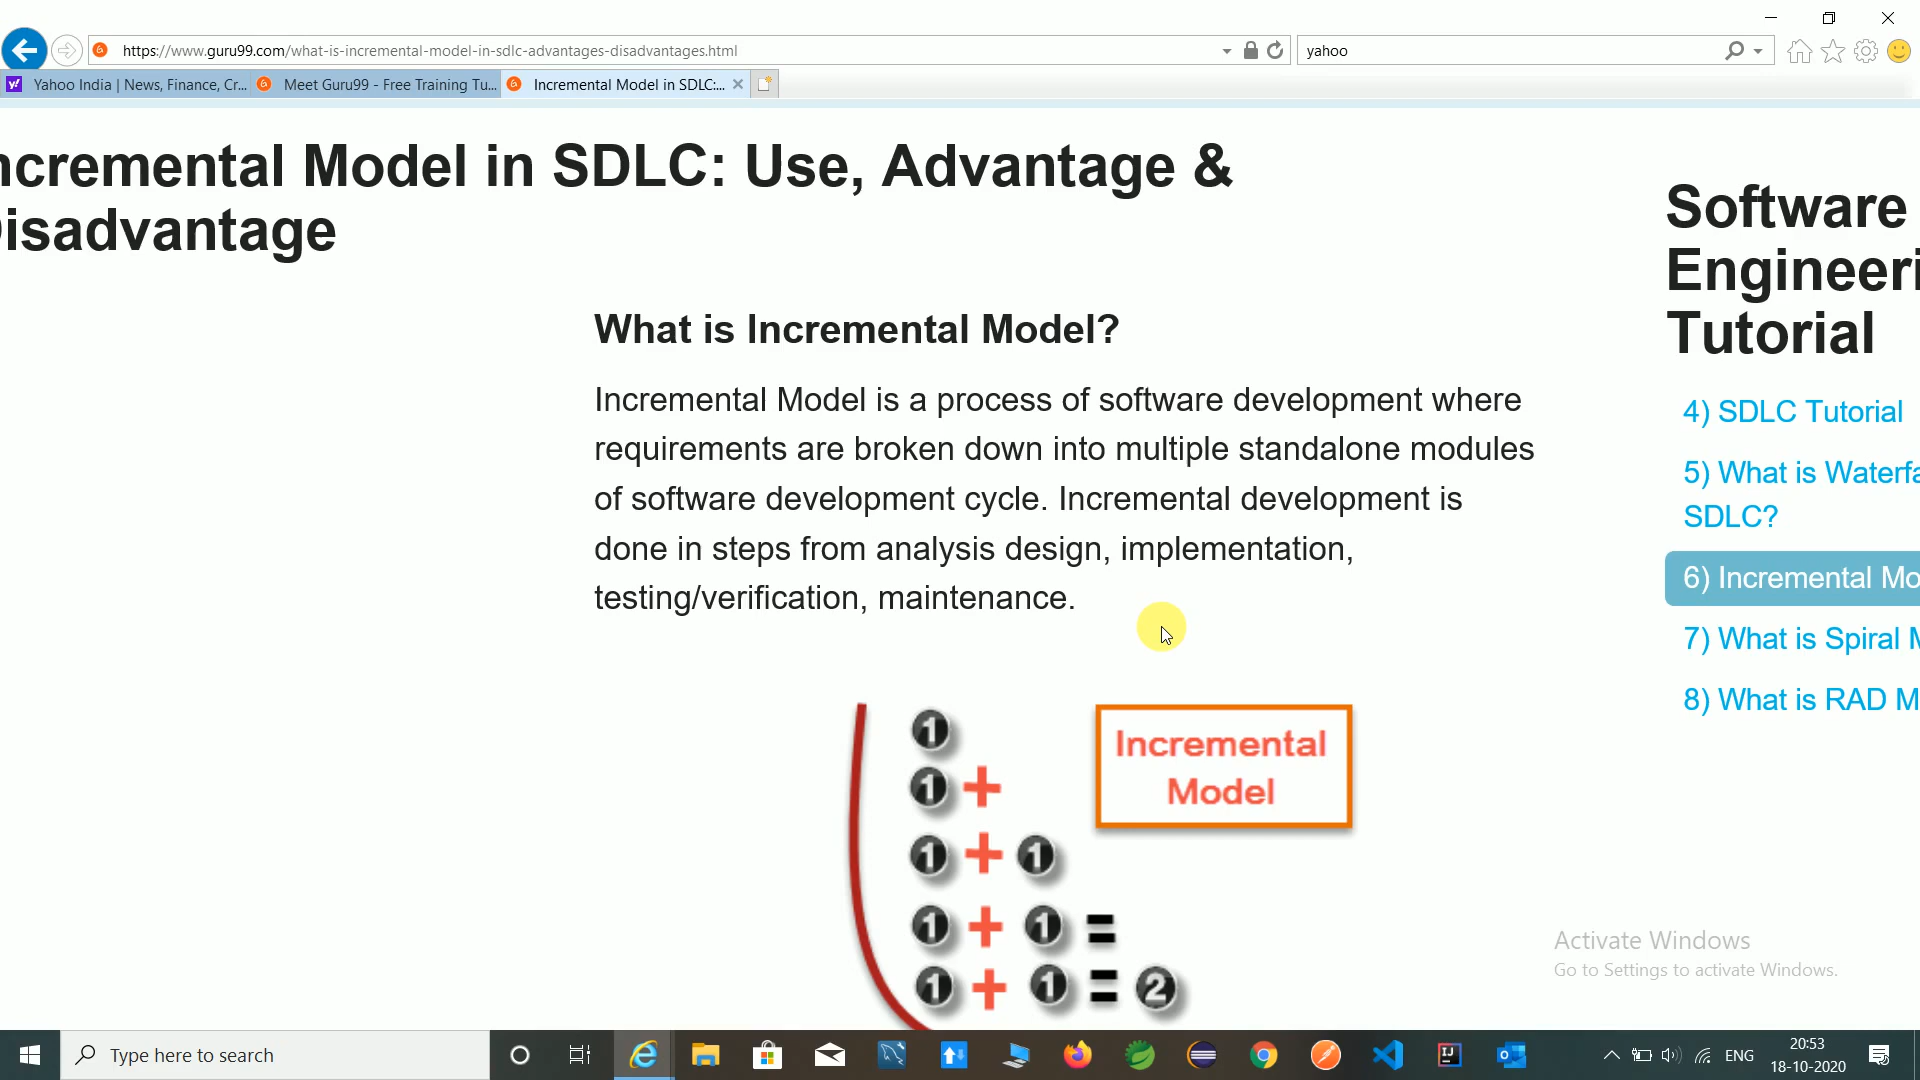 https://www.guru99.com/what-is-incremental-model-in-sdlc-advantages-disadvantages.html
yahoo
Yahoo India | News, Finance, Cr...
Meet Guru99 - Free Training Tu...
Incremental Model in SDLC:...
ncremental Model in SDLC: Use, Advantage &
isadvantage
What is Incremental Model?
Incremental Model is a process of software development where
requirements are broken down into multiple standalone modules
of software development cycle. Incremental development is
done in steps from analysis design, implementation,
testing/verification, maintenance.
1
1 +
1 + 1
1 + 1 =
1 + 1 = 2
Incremental
Model
Software
Engineeri
Tutorial
4) SDLC Tutorial
5) What is Waterfa
SDLC?
6) Incremental Mo
7) What is Spiral M
8) What is RAD M
Activate Windows
Go to Settings to activate Windows.
Type here to search
ENG
20:53
18-10-2020